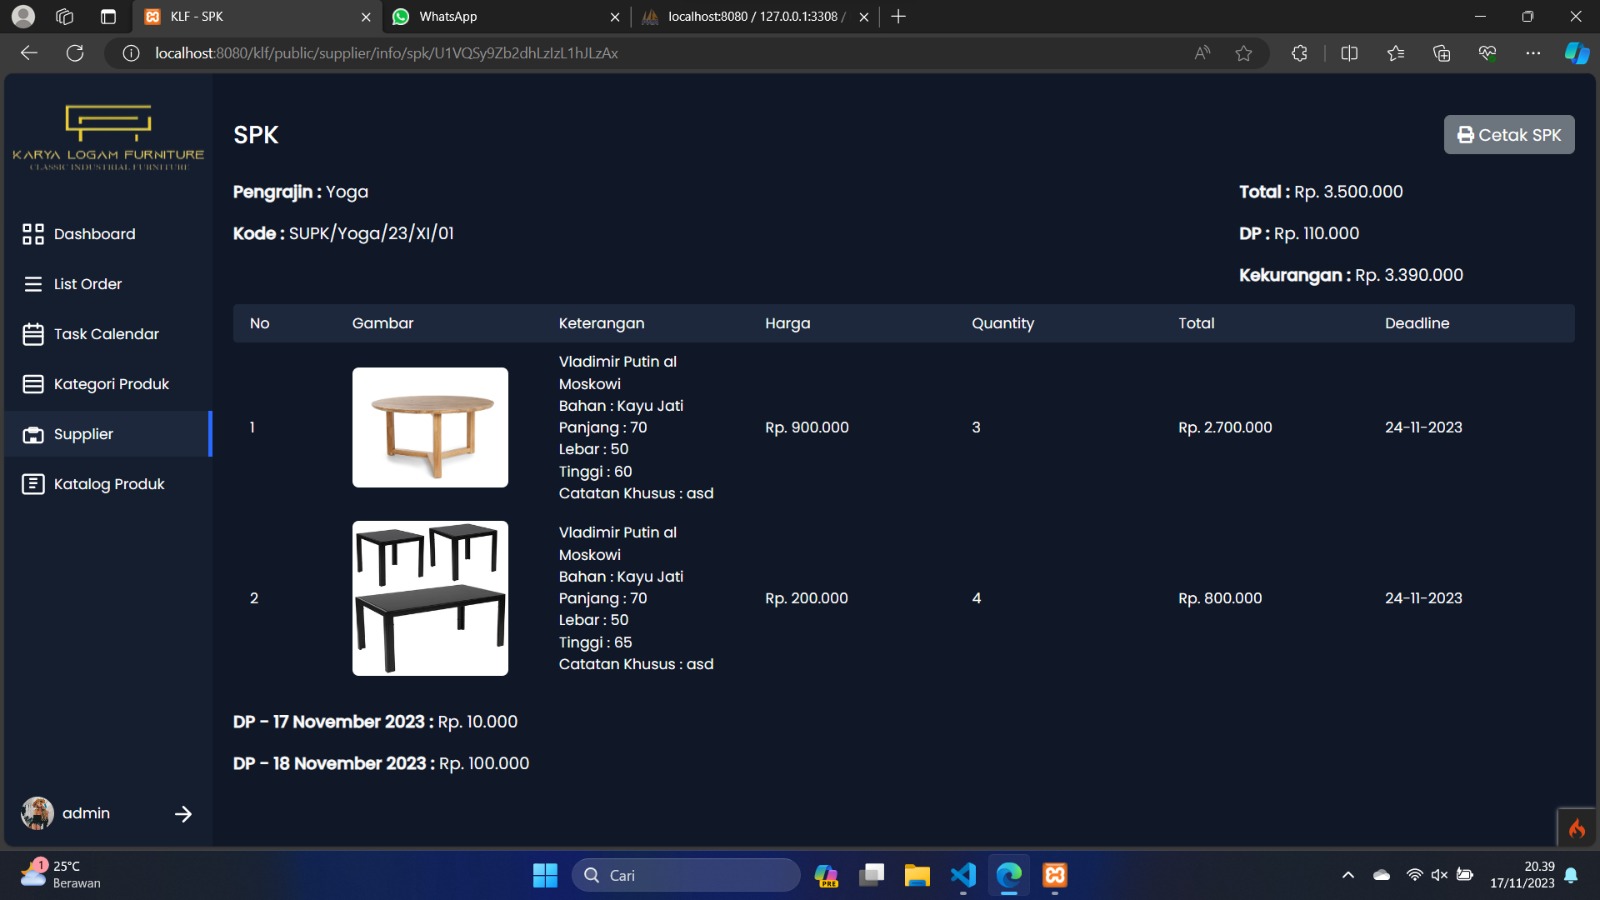 KLF - SPK
WhatsApp
localhost:8080 / 127.0.0.1:3308 /
localhost:8080/klf/public/supplier/info/spk/U1VQSy9Zb2dhLzIzL1hJLzAx
KARYA LOGAM FURNITURE
CLASSIC INDUSTRIAL FURNITURE
SPK
Cetak SPK
Pengrajin : Yoga
Total : Rp. 3.500.000
Kode : SUPK/Yoga/23/XI/01
DP : Rp. 110.000
Kekurangan : Rp. 3.390.000
Dashboard
List Order
Task Calendar
Kategori Produk
Supplier
Katalog Produk
No Gambar Keterangan Harga Quantity Total Deadline
Vladimir Putin al
Moskowi
Bahan : Kayu Jati
1 Panjang : 70 Rp. 900.000 3 Rp. 2.700.000 24-11-2023
Lebar : 50
Tinggi : 60
Catatan Khusus : asd
Vladimir Putin al
Moskowi
Bahan : Kayu Jati
2 Panjang : 70 Rp. 200.000 4 Rp. 800.000 24-11-2023
Lebar : 50
Tinggi : 65
Catatan Khusus : asd
DP - 17 November 2023 : Rp. 10.000
DP - 18 November 2023 : Rp. 100.000
admin
1
25°C
Berawan
Cari
PRE
20.39
17/11/2023